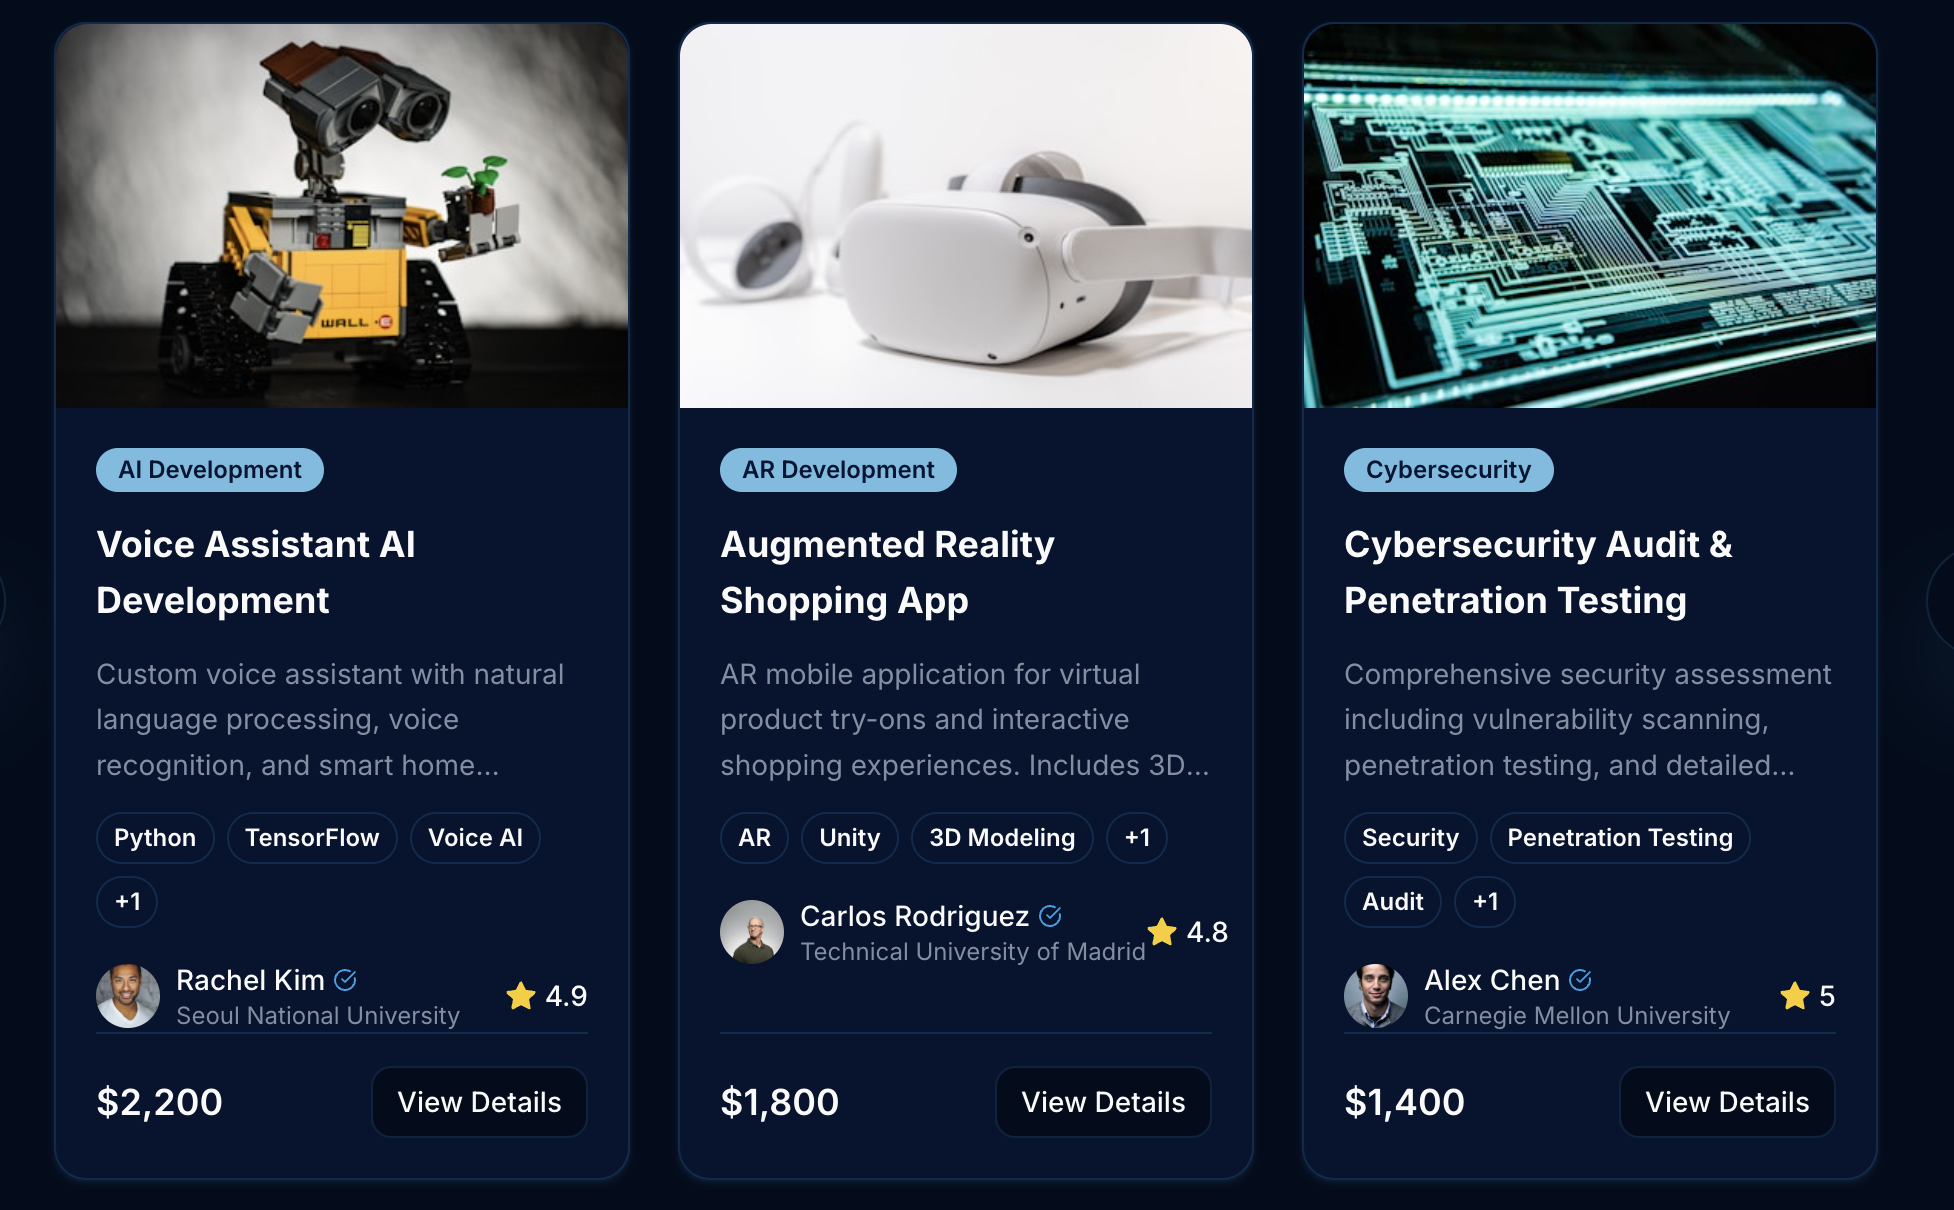 WALL•E
AI Development
Voice Assistant AI
Development
Custom voice assistant with natural
language processing, voice
recognition, and smart home...
Python
TensorFlow
Voice AI
+1
Rachel Kim
4.9
Seoul National University
$2,200
View Details
AR Development
Augmented Reality
Shopping App
AR mobile application for virtual
product try-ons and interactive
shopping experiences. Includes 3D...
AR
Unity
3D Modeling
+1
Carlos Rodriguez
4.8
Technical University of Madrid
$1,800
View Details
Cybersecurity
Cybersecurity Audit &
Penetration Testing
Comprehensive security assessment
including vulnerability scanning,
penetration testing, and detailed...
Security
Penetration Testing
Audit
+1
Alex Chen
5
Carnegie Mellon University
$1,400
View Details